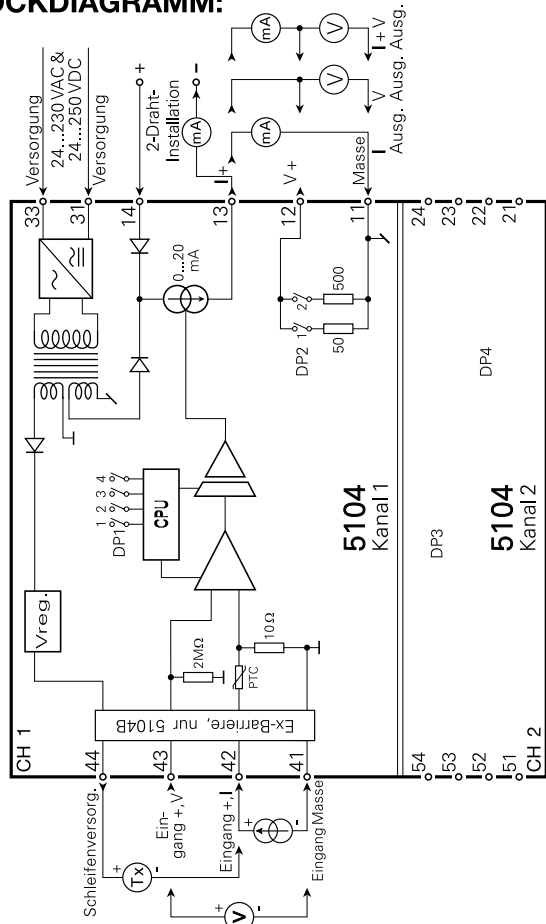 OCKDIAGRAMM:
Versorgung
24...230 VAC &
24...250 VDC
Versorgung
+
2-Draht-
Installation
-
mA
I+
V+
Masse
mA
V
mA
V
I
Ausg.
V
Ausg.
I+V
Ausg.
33
31
14
13
12
11
24
23
22
21
0...20
mA
DP2
1
2
50
500
DP1
1 2 3 4
CPU
Vreg.
2MΩ
PTC
10Ω
5104
Kanal 1
DP3
DP4
5104
Kanal 2
Ex-Barriere, nur 5104B
CH 1
CH 2
44
43
42
41
54
53
52
51
Schleifenversorg.
+
Tx
-
Ein-
gang +,V
Eingang +,I
+
-
Eingang Masse
+
V
-